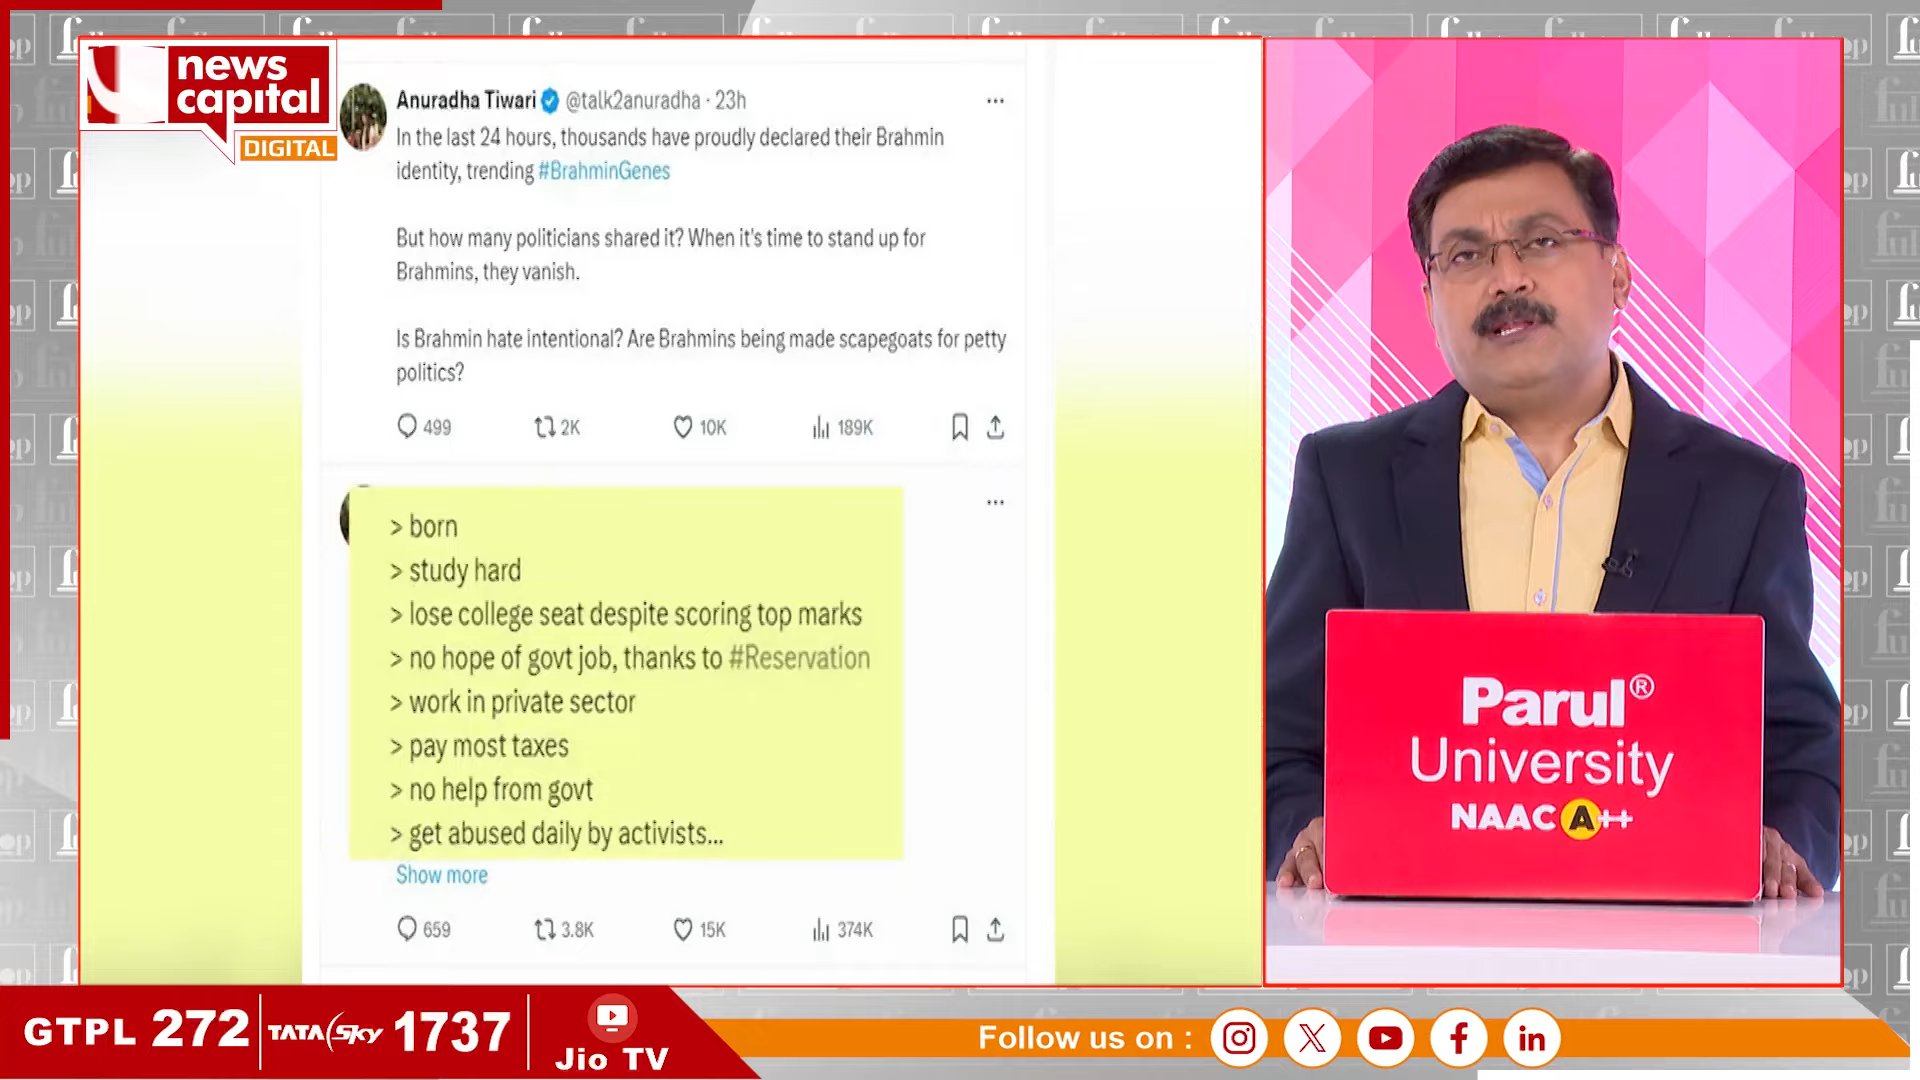 news
capital
DIGITAL
Anuradha Tiwari @talk2anuradha · 23h
In the last 24 hours, thousands have proudly declared their Brahmin
identity, trending #BrahminGenes
But how many politicians shared it? When it's time to stand up for
Brahmins, they vanish.
Is Brahmin hate intentional? Are Brahmins being made scapegoats for petty
politics?
499 2K 10K 189K
> born
> study hard
> lose college seat despite scoring top marks
> no hope of govt job, thanks to #Reservation
> work in private sector
> pay most taxes
> no help from govt
> get abused daily by activists...
Show more
659 3.8K 15K 374K
Parul®
University
NAAC A++
GTPL 272
TATA Sky 1737
Jio TV
Follow us on :